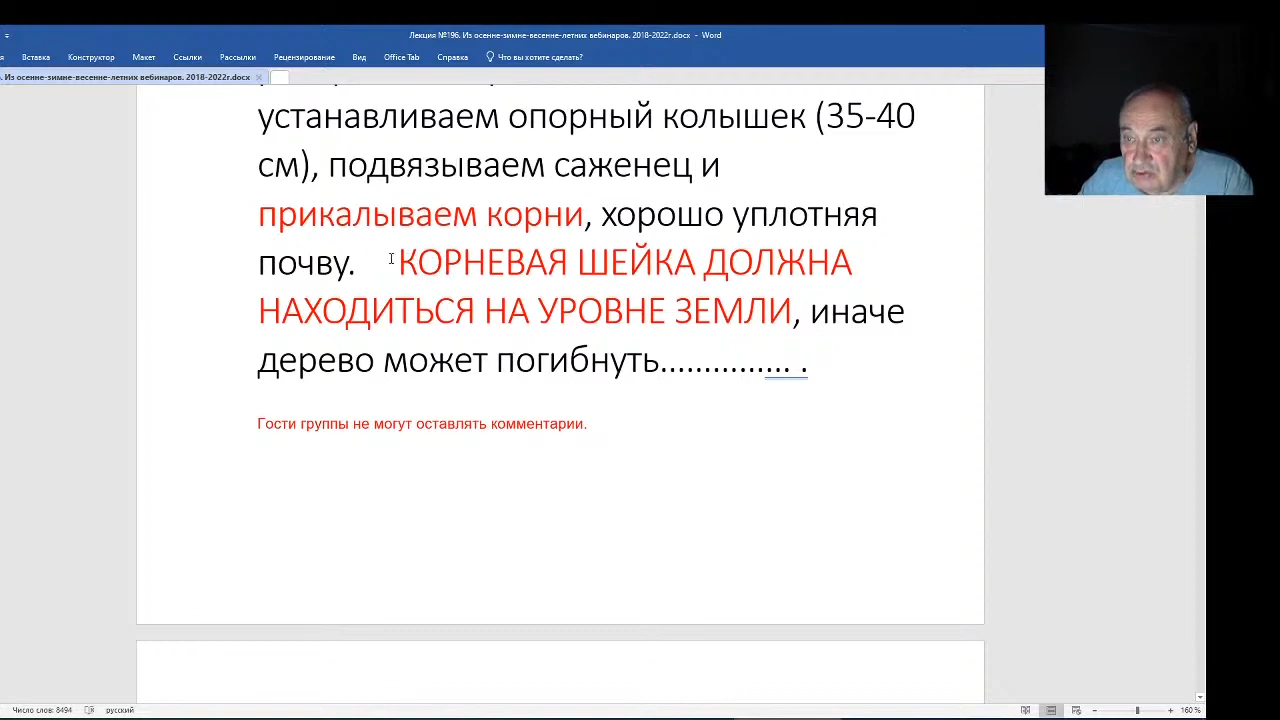 Лекция №196. Из осенне-зимне-весенне-летних вебинаров. 2018-2022г.docx - Word
Вставка Конструктор Макет Ссылки Рассылки Рецензирование Вид Office Tab Справка Что вы хотите сделать?
Из осенне-зимне-весенне-летних вебинаров. 2018-2022г.docx
устанавливаем опорный колышек (35-40
см), подвязываем саженец и
прикалываем корни, хорошо уплотняя
почву. КОРНЕВАЯ ШЕЙКА ДОЛЖНА
НАХОДИТЬСЯ НА УРОВНЕ ЗЕМЛИ, иначе
дерево может погибнуть.................. .
Гости группы не могут оставлять комментарии.
Число слов: 8494 русский 160 %